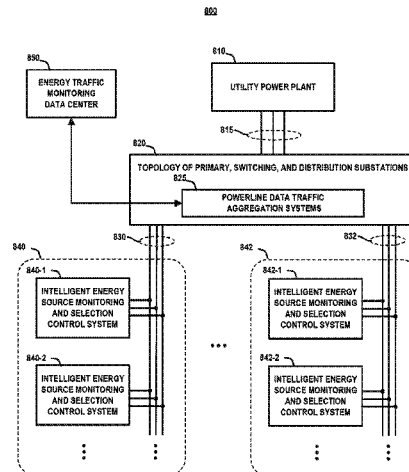 800
850
ENERGY TRAFFIC
MONITORING
DATA CENTER
810
UTILITY POWER PLANT
815
820
TOPOLOGY OF PRIMARY, SWITCHING, AND DISTRIBUTION SUBSTATIONS
825
POWERLINE DATA TRAFFIC
AGGREGATION SYSTEMS
830
832
840
840-1
INTELLIGENT ENERGY
SOURCE MONITORING
AND SELECTION
CONTROL SYSTEM
840-2
INTELLIGENT ENERGY
SOURCE MONITORING
AND SELECTION
CONTROL SYSTEM
842
842-1
INTELLIGENT ENERGY
SOURCE MONITORING
AND SELECTION
CONTROL SYSTEM
842-2
INTELLIGENT ENERGY
SOURCE MONITORING
AND SELECTION
CONTROL SYSTEM